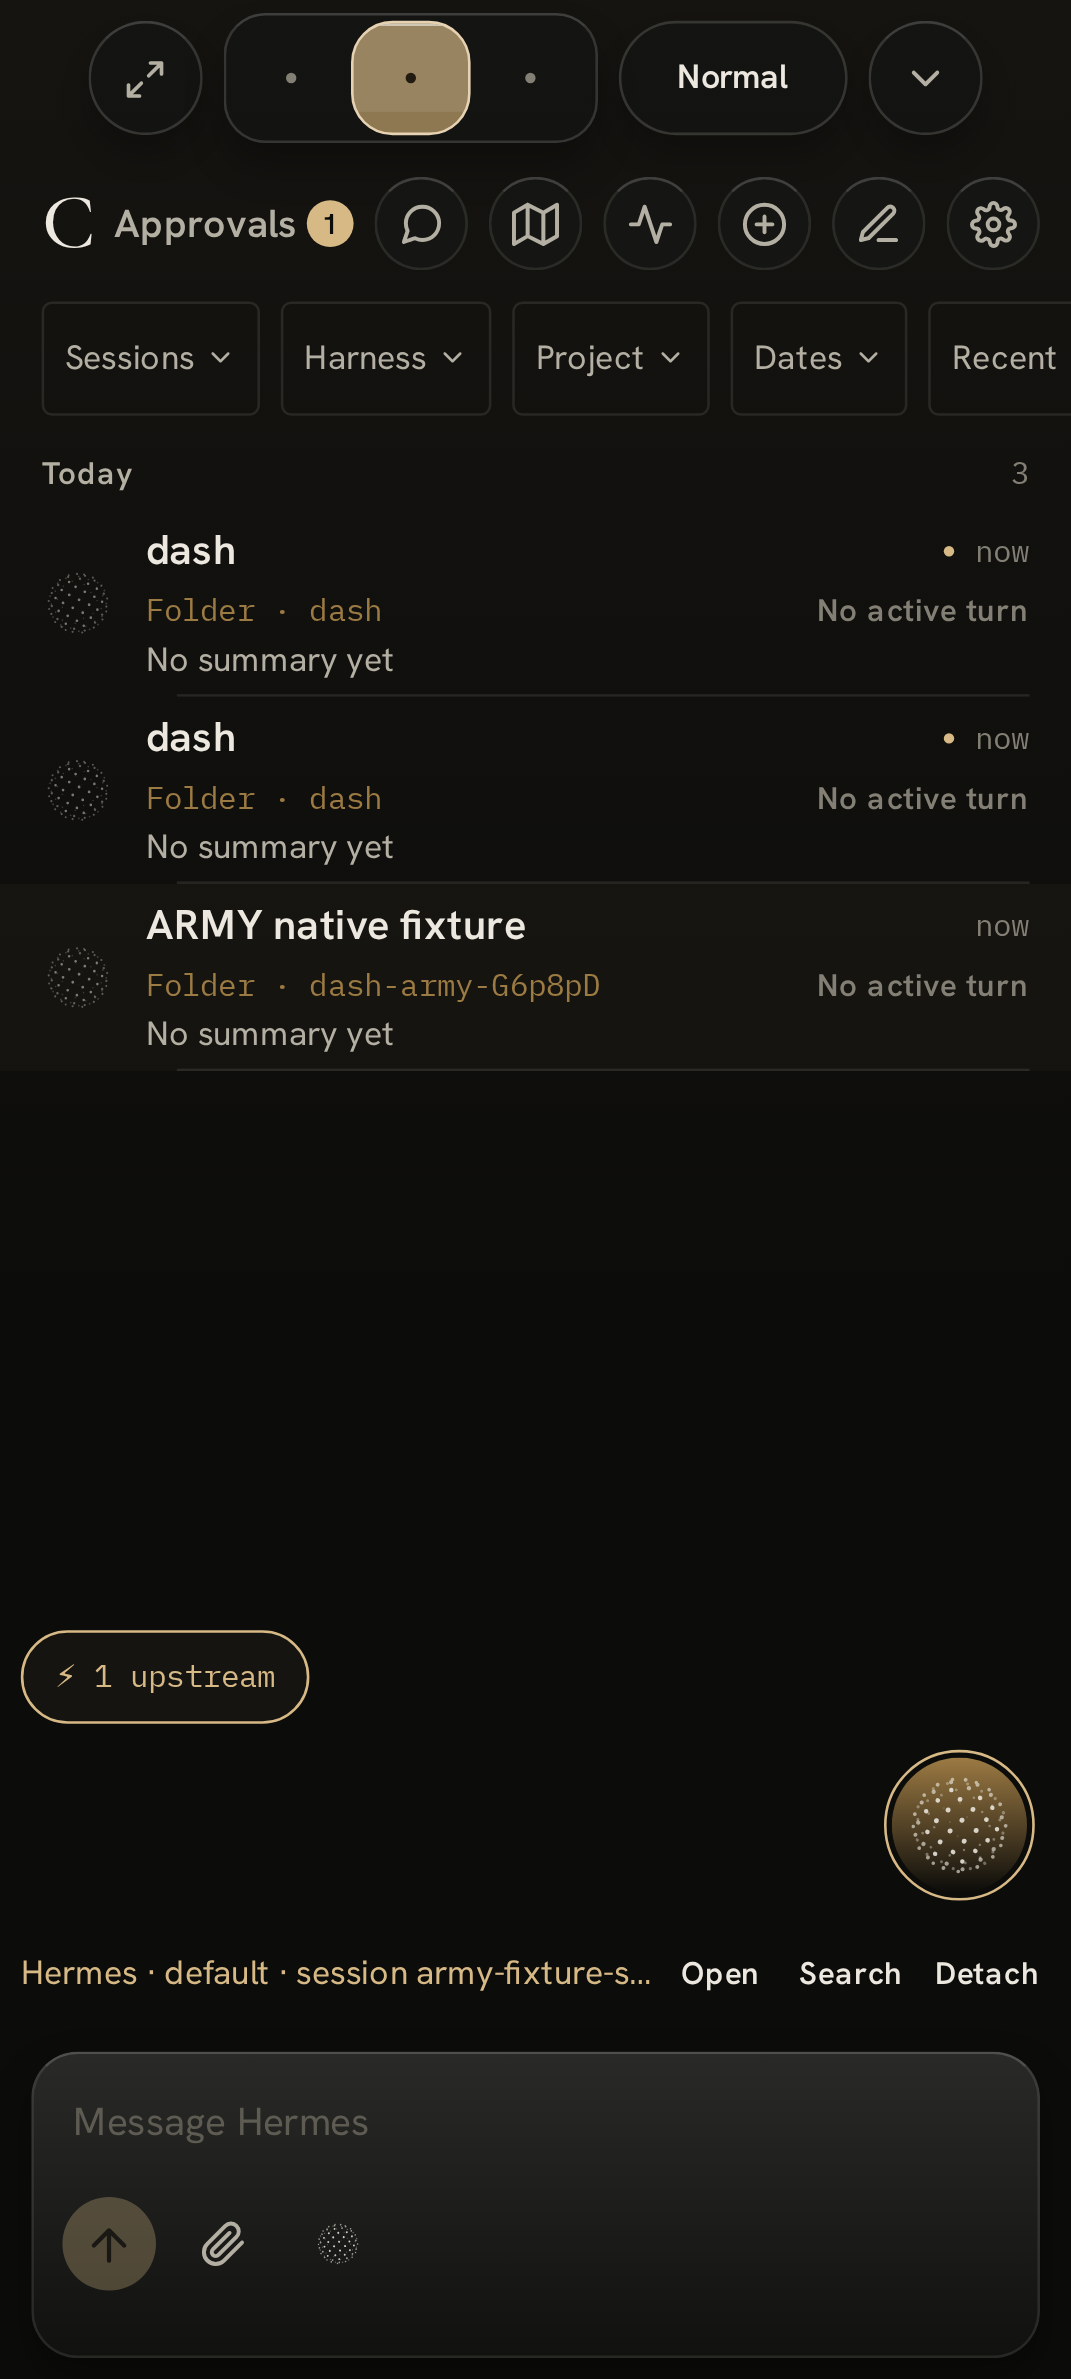 Normal
C Approvals 1
Sessions Harness Project Dates Recent
Today 3
dash now
Folder · dash No active turn
No summary yet
dash now
Folder · dash No active turn
No summary yet
ARMY native fixture now
Folder · dash-army-G6p8pD No active turn
No summary yet
⚡ 1 upstream
Hermes · default · session army-fixture-s... Open Search Detach
Message Hermes